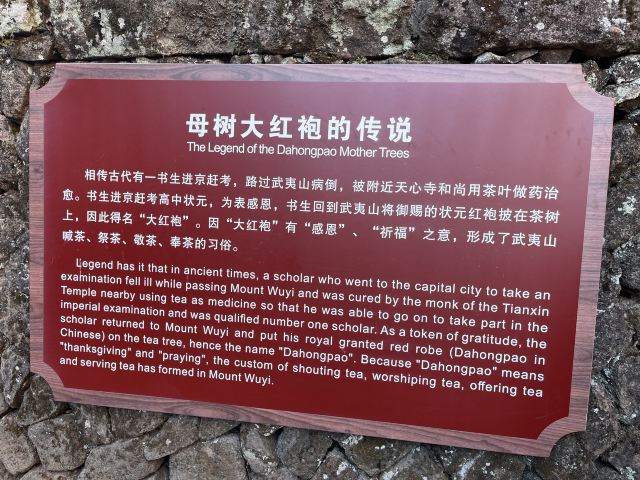 母树大红袍的传说
The Legend of the Dahongpao Mother Trees
相传古代有一书生进京赶考，路过武夷山病倒，被附近天心寺和尚用茶叶做药治
愈。书生进京赶考高中状元，为表感恩，书生回到武夷山将御赐的状元红袍披在茶树
上，因此得名“大红袍”。因“大红袍”有“感恩”、“祈福”之意，形成了武夷山
喊茶、祭茶、敬茶、奉茶的习俗。
Legend has it that in ancient times, a scholar who went to the capital city to take an
examination fell ill while passing Mount Wuyi and was cured by the monk of the Tianxin
Temple nearby using tea as medicine so that he was able to go on to take part in the
imperial examination and was qualified number one scholar. As a token of gratitude, the
scholar returned to Mount Wuyi and put his royal granted red robe (Dahongpao in
Chinese) on the tea tree, hence the name "Dahongpao". Because "Dahongpao" means
"thanksgiving" and "praying", the custom of shouting tea, worshiping tea, offering tea
and serving tea has formed in Mount Wuyi.